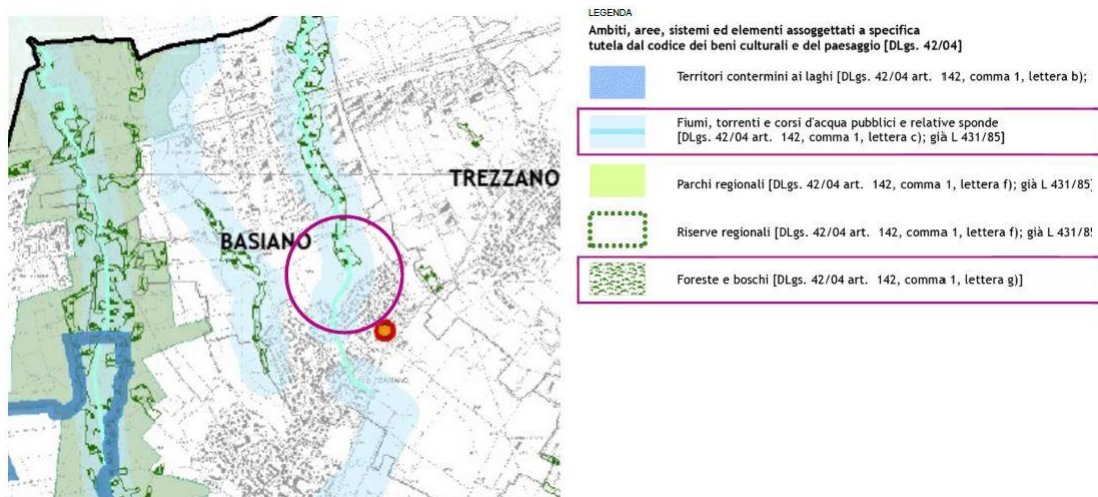 TREZZANO
BASIANO
LEGENDA
Ambiti, aree, sistemi ed elementi assoggettati a specifica
tutela dal codice dei beni culturali e del paesaggio [DLgs. 42/04]
Territori contermini ai laghi [DLgs. 42/04 art. 142, comma 1, lettera b);
Fiumi, torrenti e corsi d'acqua pubblici e relative sponde
[DLgs. 42/04 art. 142, comma 1, lettera c); già L 431/85]
Parchi regionali [DLgs. 42/04 art. 142, comma 1, lettera f); già L 431/85]
Riserve regionali [DLgs. 42/04 art. 142, comma 1, lettera f); già L 431/85
Foreste e boschi [DLgs. 42/04 art. 142, comma 1, lettera g)]